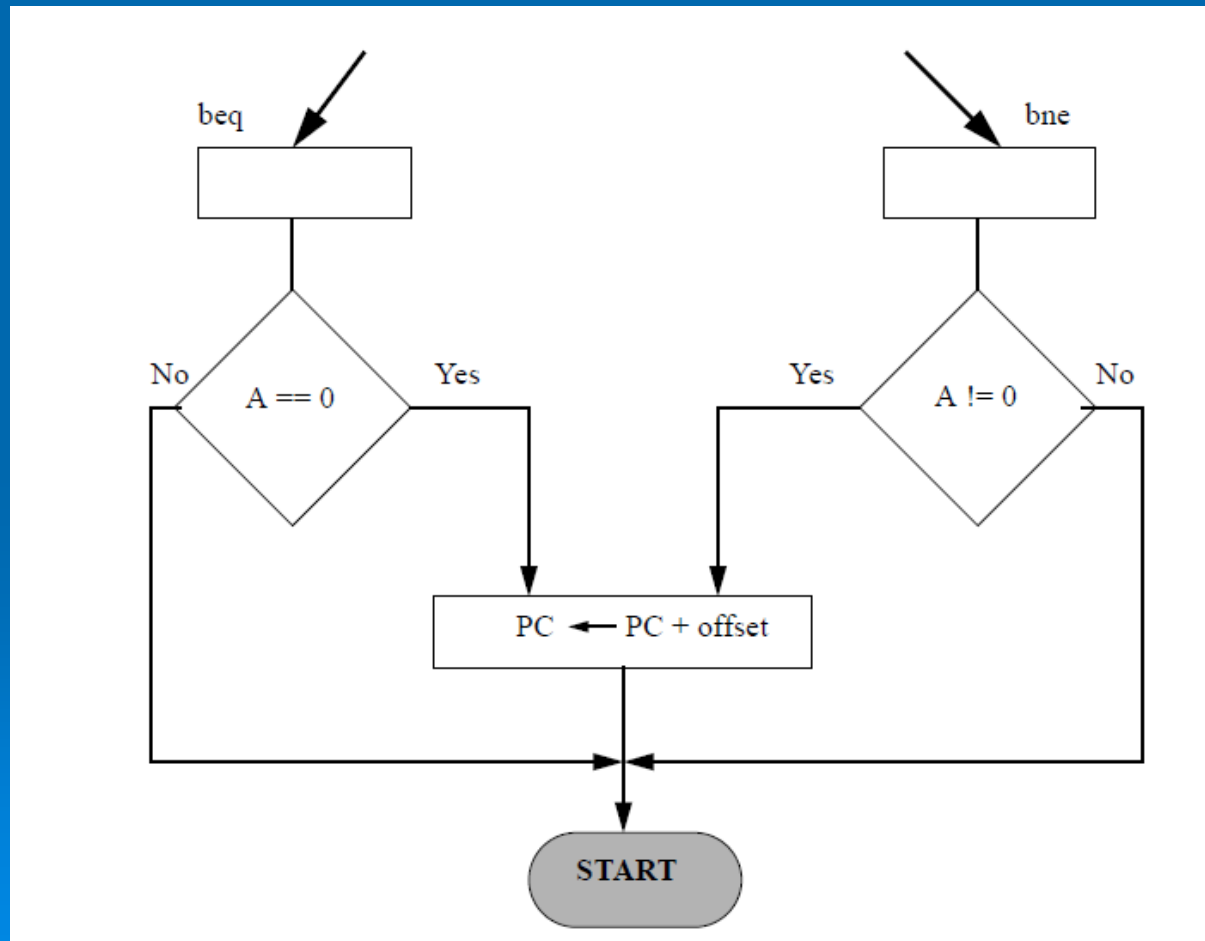 beq
bne
No
A == 0
Yes
Yes
A != 0
No
PC ← PC + offset
START